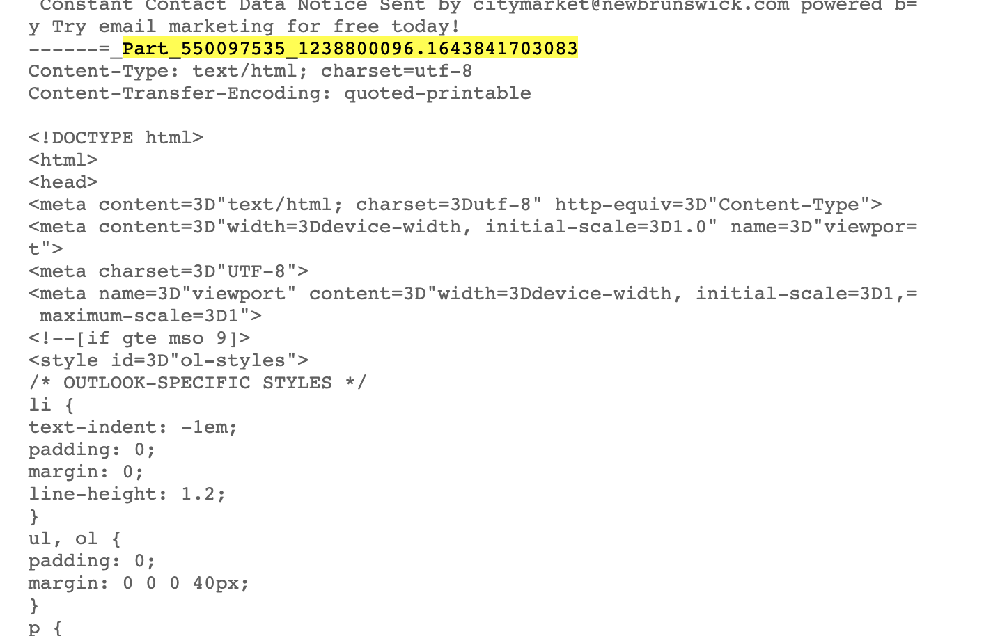 Constant Contact Data Notice Sent by citymarket@newbrunswick.com powered b=
y Try email marketing for free today!
------=_Part_550097535_1238800096.1643841703083
Content-Type: text/html; charset=utf-8
Content-Transfer-Encoding: quoted-printable
<!DOCTYPE html>
<html>
<head>
<meta content=3D"text/html; charset=3Dutf-8" http-equiv=3D"Content-Type">
<meta content=3D"width=3Ddevice-width, initial-scale=3D1.0" name=3D"viewpor=
t">
<meta charset=3D"UTF-8">
<meta name=3D"viewport" content=3D"width=3Ddevice-width, initial-scale=3D1,=
 maximum-scale=3D1">
<!--[if gte mso 9]>
<style id=3D"ol-styles">
/* OUTLOOK-SPECIFIC STYLES */
li {
text-indent: -1em;
padding: 0;
margin: 0;
line-height: 1.2;
}
ul, ol {
padding: 0;
margin: 0 0 0 40px;
}
p {